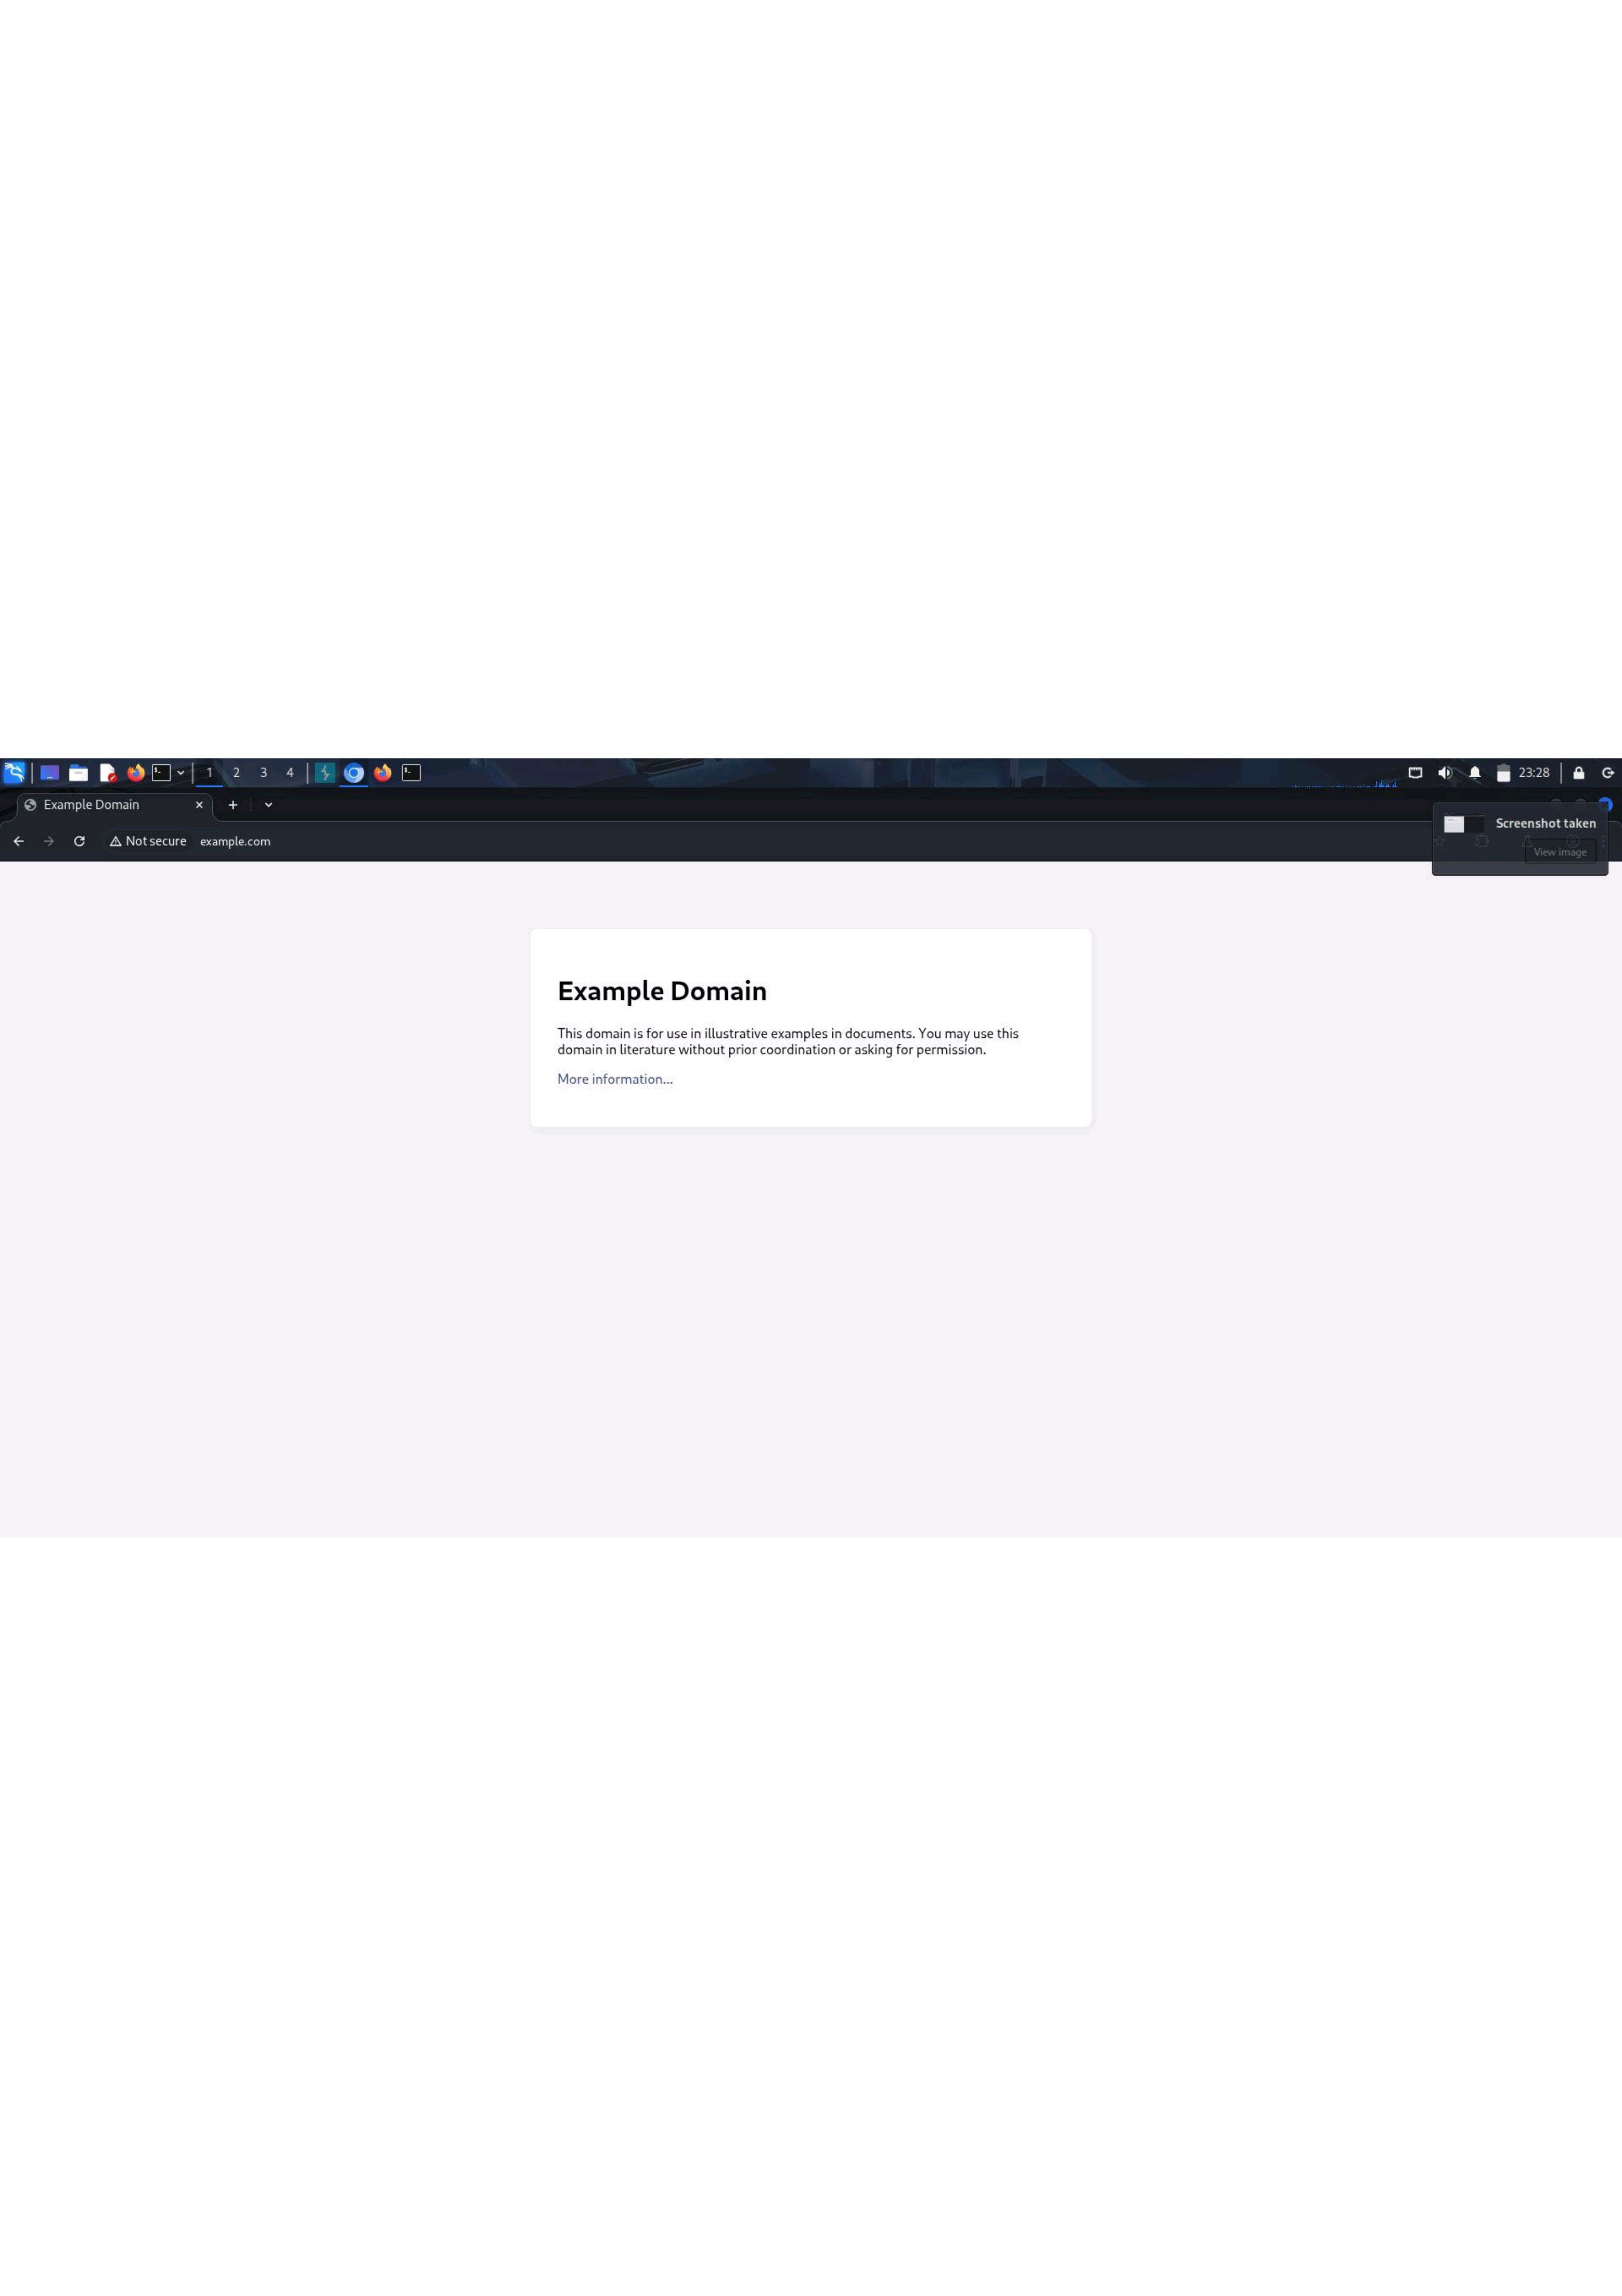 1 2 3 4
23:28
Example Domain
Not secure example.com
Screenshot taken
View image
Example Domain
This domain is for use in illustrative examples in documents. You may use this
domain in literature without prior coordination or asking for permission.
More information...